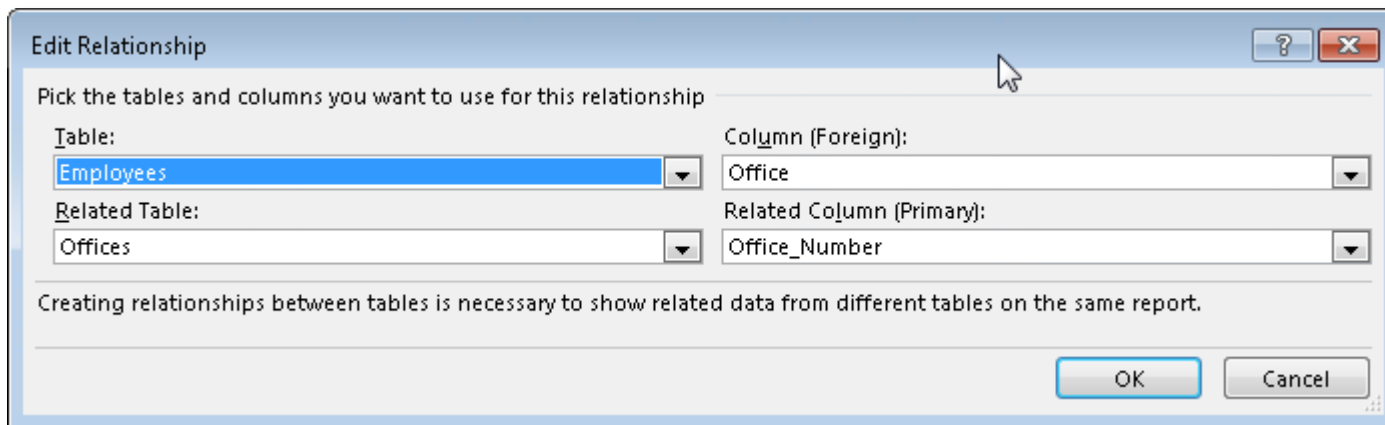 Edit Relationship
Pick the tables and columns you want to use for this relationship
Table:
Column (Foreign):
Employees
Office
Related Table:
Related Column (Primary):
Offices
Office_Number
Creating relationships between tables is necessary to show related data from different tables on the same report.
OK
Cancel